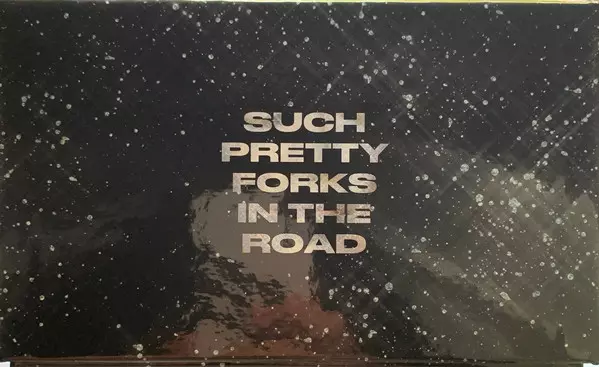 SUCH
PRETTY
FORKS
IN THE
ROAD